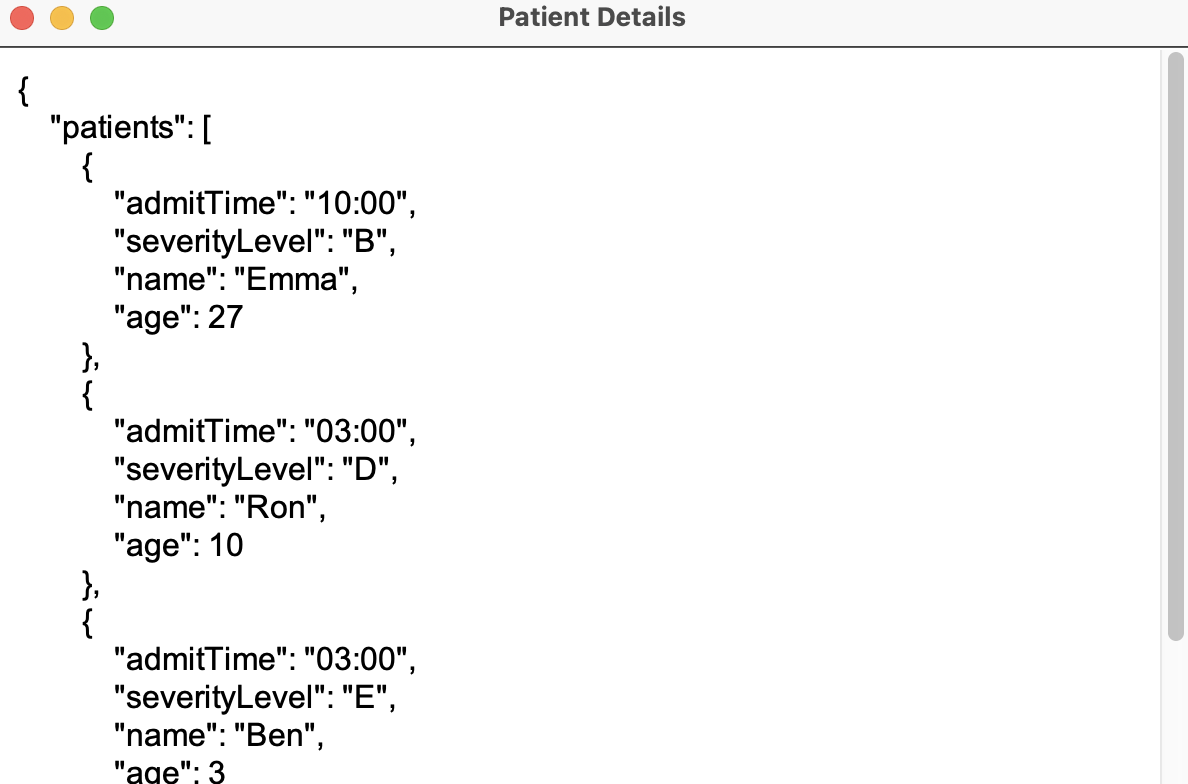 Patient Details
{
"patients": [
{
"admitTime": "10:00",
"severityLevel": "B",
"name": "Emma",
"age": 27
},
{
"admitTime": "03:00",
"severityLevel": "D",
"name": "Ron",
"age": 10
},
{
"admitTime": "03:00",
"severityLevel": "E",
"name": "Ben",
"age": 3